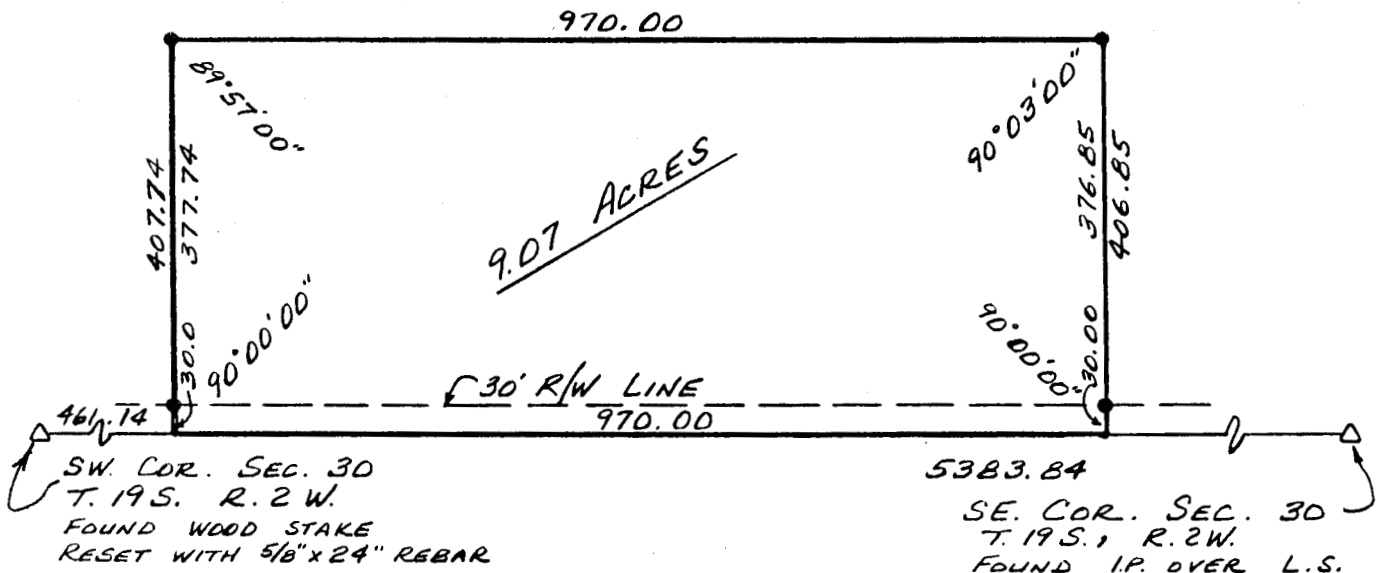 970.00
89°57'00"
90°03'00"
407.74
377.74
376.85
406.85
9.07 ACRES
30.0
90°00'00"
90°00'00"
30.00
30' R/W LINE
461.14
970.00
SW. COR. SEC. 30
T. 19 S. R. 2 W.
FOUND WOOD STAKE
RESET WITH 5/8" x 24" REBAR
5383.84
SE. COR. SEC. 30
T. 19 S., R. 2 W.
FOUND I.P. OVER L.S.